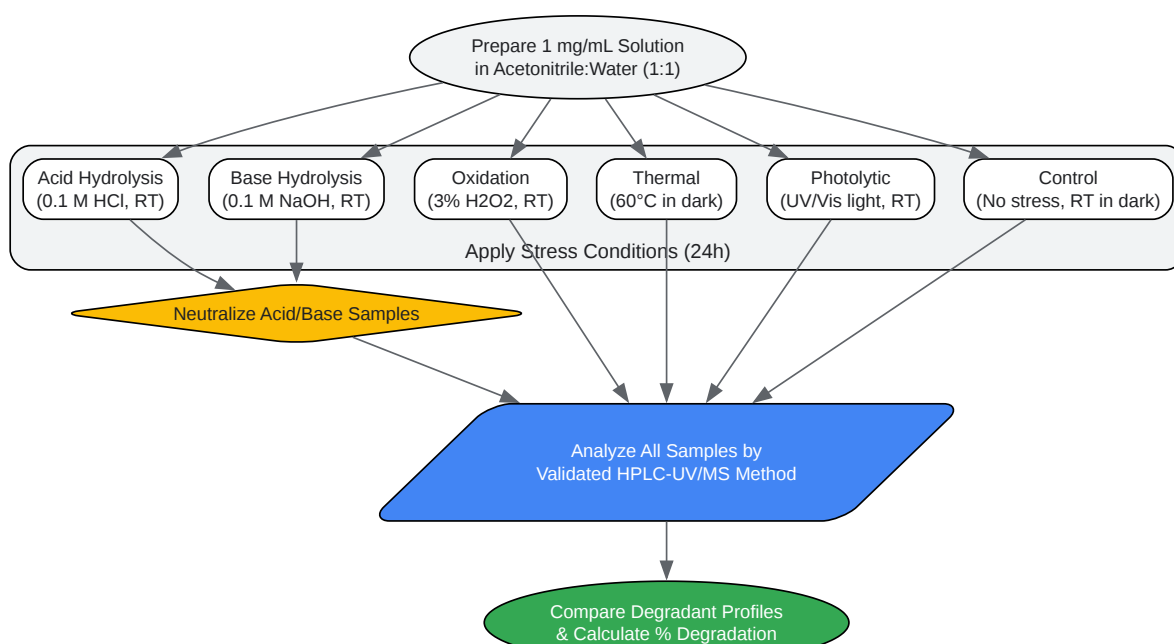 Prepare 1 mg/mL Solution
in Acetonitrile:Water (1:1)
Acid Hydrolysis
(0.1 M HCl, RT)
Base Hydrolysis
(0.1 M NaOH, RT)
Oxidation
(3% H2O2, RT)
Thermal
(60°C in dark)
Photolytic
(UV/Vis light, RT)
Control
(No stress, RT in dark)
Apply Stress Conditions (24h)
Neutralize Acid/Base Samples
Analyze All Samples by
Validated HPLC-UV/MS Method
Compare Degradant Profiles
& Calculate % Degradation